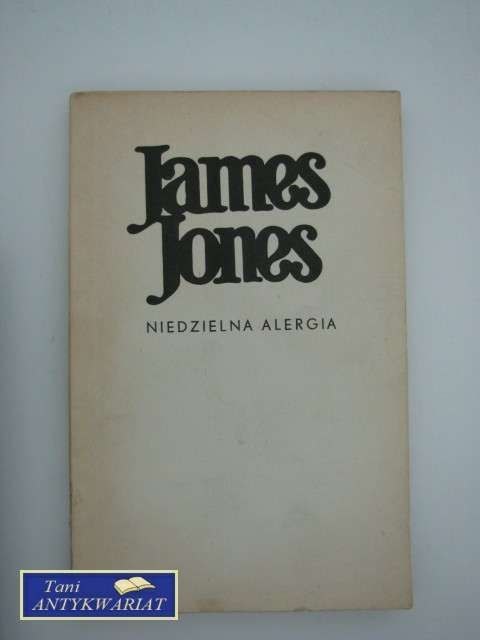 James
Jones
NIEDZIELNA ALERGIA
Tani
ANTYKWARIAT